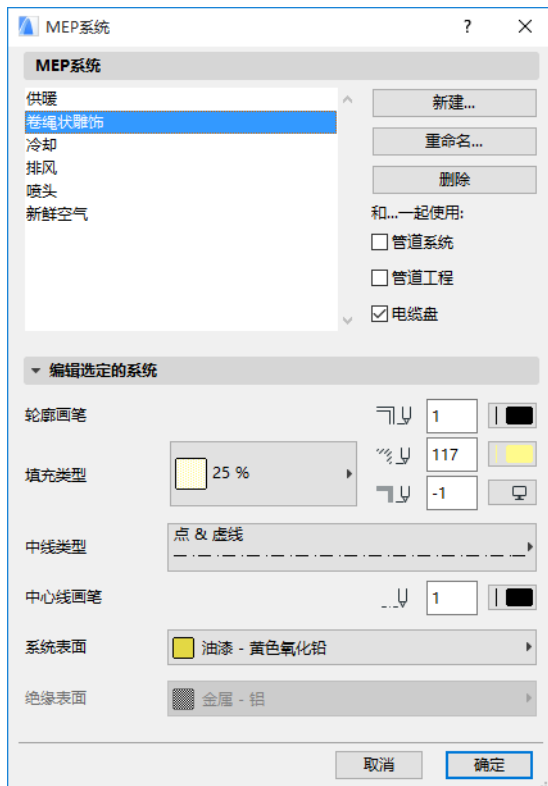 MEP系统
?
MEP系统
供暖
卷绳状雕饰
冷却
排风
喷头
新鲜空气
新建...
重命名...
删除
和...一起使用:
管道系统
管道工程
电缆盘
编辑选定的系统
轮廓画笔
1
填充类型
25 %
117
-1
中线类型
点 & 虚线
中心线画笔
1
系统表面
油漆 - 黄色氧化铅
绝缘表面
金属 - 铝
取消
确定